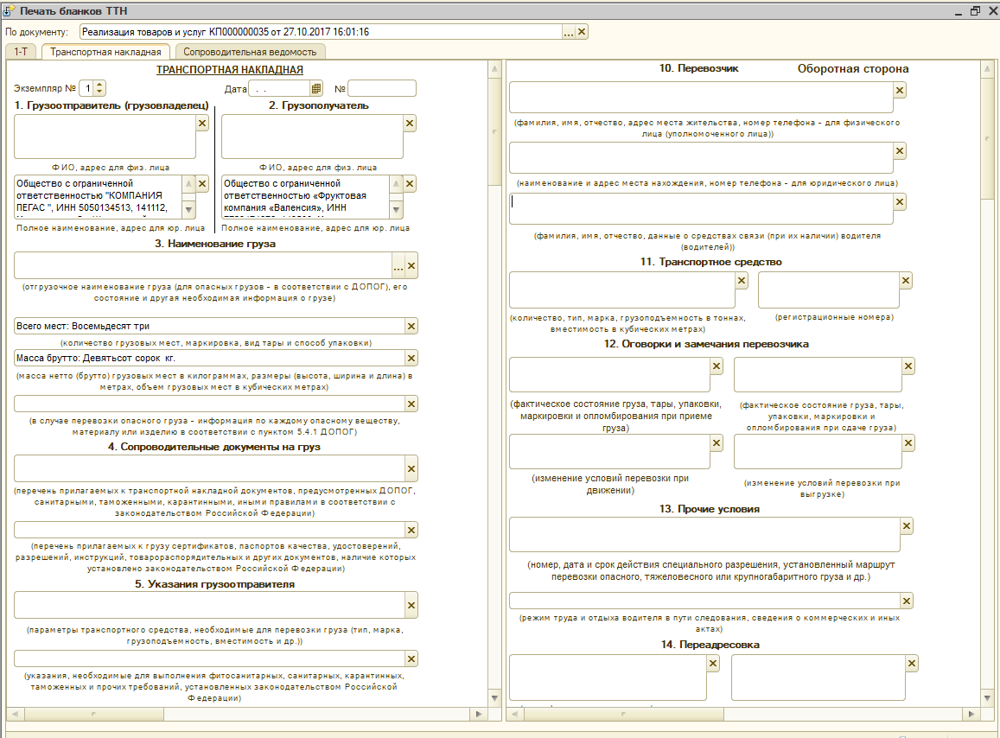 Печать бланков ТТН
По документу: Реализация товаров и услуг КП000000035 от 27.10.2017 16:01:16
1-Т Транспортная накладная Сопроводительная ведомость
ТРАНСПОРТНАЯ НАКЛАДНАЯ
Экземпляр № 1 Дата . . №
1. Грузоотправитель (грузовладелец) 2. Грузополучатель
ФИО, адрес для физ. лица ФИО, адрес для физ. лица
Общество с ограниченной
ответственностью "КОМПАНИЯ
ПЕГАС ", ИНН 5050134513, 141112,
Общество с ограниченной
ответственностью «Фруктовая
компания «Валенсия», ИНН
Полное наименование, адрес для юр. лица Полное наименование, адрес для юр. лица
3. Наименование груза
(отгрузочное наименование груза (для опасных грузов - в соответствии с ДОПОГ), его
состояние и другая необходимая информация о грузе)
Всего мест: Восемьдесят три
(количество грузовых мест, маркировка, вид тары и способ упаковки)
Масса брутто: Девятьсот сорок кг.
(масса нетто (брутто) грузовых мест в килограммах, размеры (высота, ширина и длина) в
метрах, объем грузовых мест в кубических метрах)
(в случае перевозки опасного груза - информация по каждому опасному веществу,
материалу или изделию в соответствии с пунктом 5.4.1 ДОПОГ)
4. Сопроводительные документы на груз
(перечень прилагаемых к транспортной накладной документов, предусмотренных ДОПОГ,
санитарными, таможенными, карантинными, иными правилами в соответствии с
законодательством Российской Федерации)
(перечень прилагаемых к грузу сертификатов, паспортов качества, удостоверений,
разрешений, инструкций, товарораспорядительных и других документов, наличие которых
установлено законодательством Российской Федерации)
5. Указания грузоотправителя
(параметры транспортного средства, необходимые для перевозки груза (тип, марка,
грузоподъемность, вместимость и др.))
(указания, необходимые для выполнения фитосанитарных, санитарных, карантинных,
таможенных и прочих требований, установленных законодательством Российской
Федерации)
10. Перевозчик Оборотная сторона
(фамилия, имя, отчество, адрес места жительства, номер телефона - для физического
лица (уполномоченного лица))
(наименование и адрес места нахождения, номер телефона - для юридического лица)
(фамилия, имя, отчество, данные о средствах связи (при их наличии) водителя
(водителей))
11. Транспортное средство
(количество, тип, марка, грузоподъемность в тоннах,
вместимость в кубических метрах)
(регистрационные номера)
12. Оговорки и замечания перевозчика
(фактическое состояние груза, тары, упаковки,
маркировки и опломбирования при приеме
груза)
(фактическое состояние груза, тары,
упаковки, маркировки и
опломбирования при сдаче груза)
(изменение условий перевозки при
движении)
(изменение условий перевозки при
выгрузке)
13. Прочие условия
(номер, дата и срок действия специального разрешения, установленный маршрут
перевозки опасного, тяжеловесного или крупногабаритного груза и др.)
(режим труда и отдыха водителя в пути следования, сведения о коммерческих и иных
актах)
14. Переадресовка